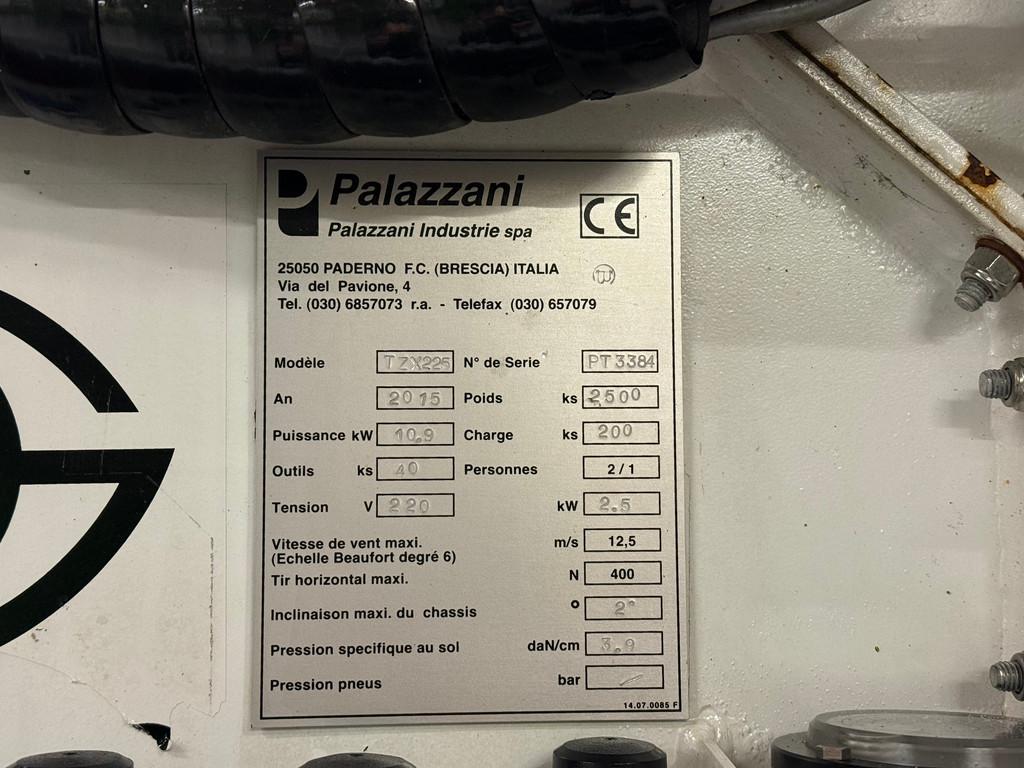 Palazzani
Palazzani Industrie spa
CE
25050 PADERNO F.C. (BRESCIA) ITALIA
Via del Pavione, 4
Tel. (030) 6857073 r.a. - Telefax (030) 657079
Modèle TZX225 N° de Serie PT3384
An 2015 Poids ks 2500
Puissance kW 10.9 Charge ks 200
Outils ks 40 Personnes 2/1
Tension V 220 kW 2.5
Vitesse de vent maxi. m/s 12,5
(Echelle Beaufort degré 6)
Tir horizontal maxi. N 400
Inclinaison maxi. du chassis ° 2°
Pression specifique au sol daN/cm 3.9
Pression pneus bar
14.07.0085 F